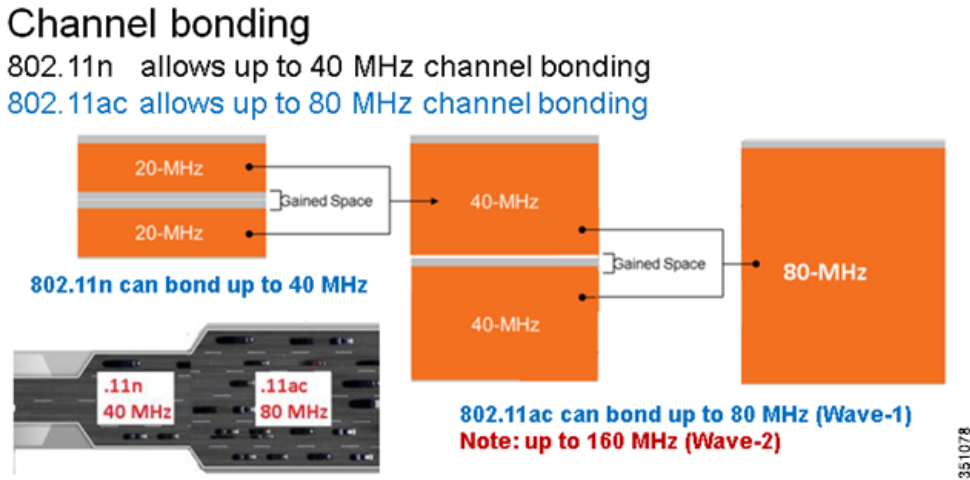 Channel bonding
802.11n allows up to 40 MHz channel bonding
802.11ac allows up to 80 MHz channel bonding
20-MHz
Gained Space
20-MHz
802.11n can bond up to 40 MHz
40-MHz
Gained Space
40-MHz
80-MHz
.11n
40 MHz
.11ac
80 MHz
802.11ac can bond up to 80 MHz (Wave-1)
Note: up to 160 MHz (Wave-2)
351078